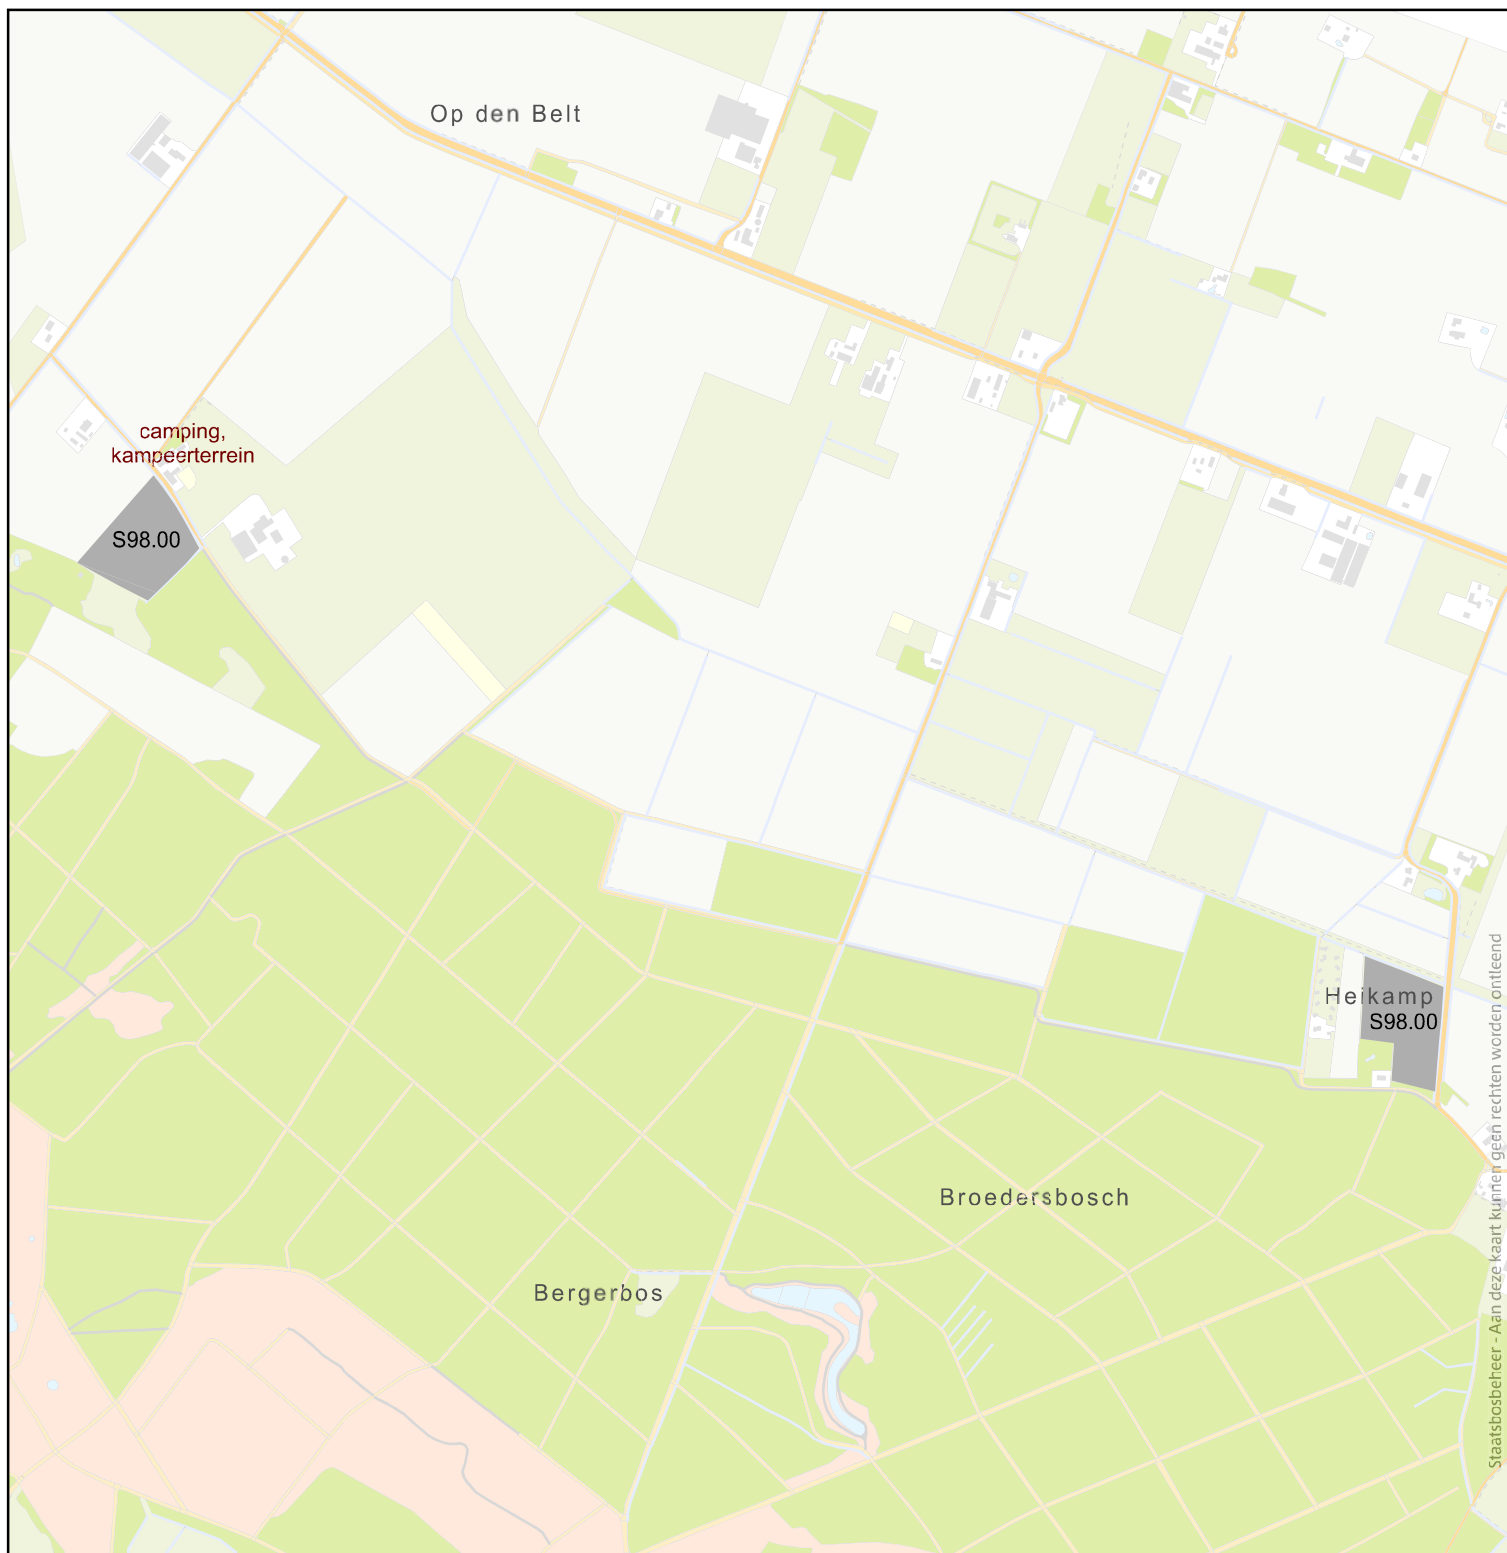 Op den Belt
camping,
kampeerterrein
S98.00
Heikamp
S98.00
Broedersbosch
Bergerbos
Staatsbosbeheer - Aan deze kaart kunnen geen rechten worden ontleend